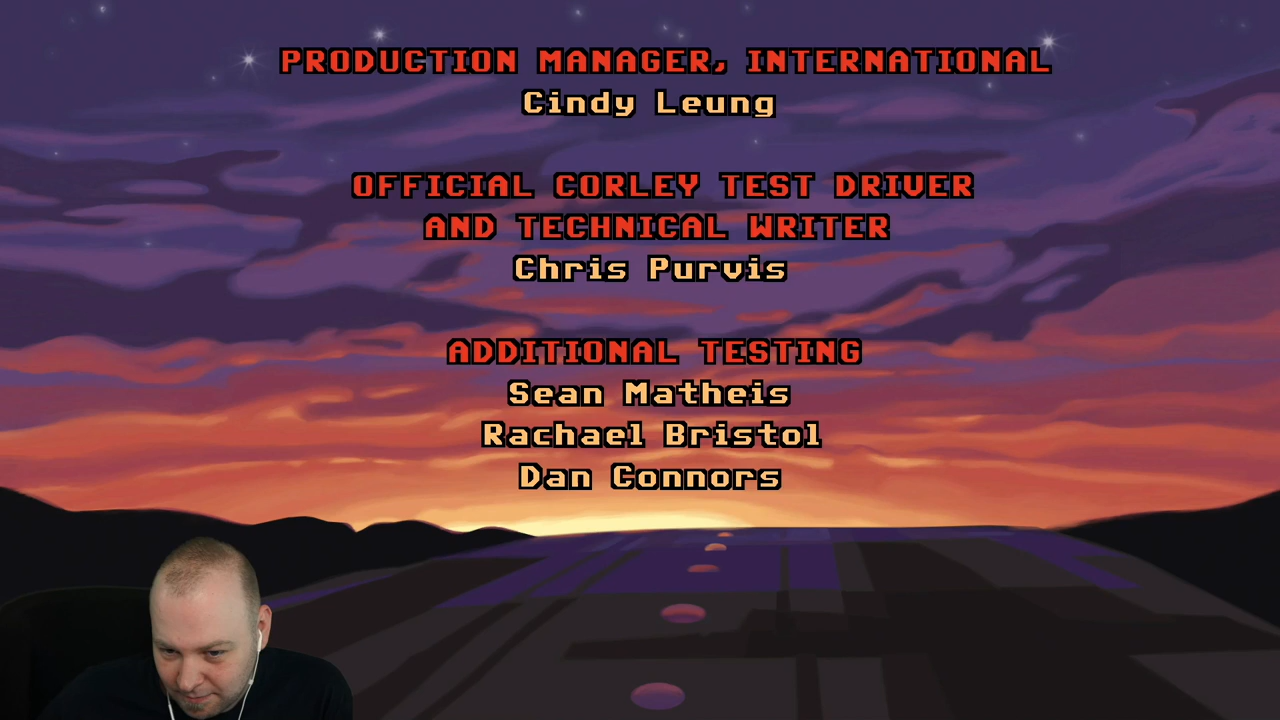 PRODUCTION MANAGER, INTERNATIONAL
Cindy Leung
OFFICIAL CORLEY TEST DRIVER
AND TECHNICAL WRITER
Chris Purvis
ADDITIONAL TESTING
Sean Matheis
Rachael Bristol
Dan Connors